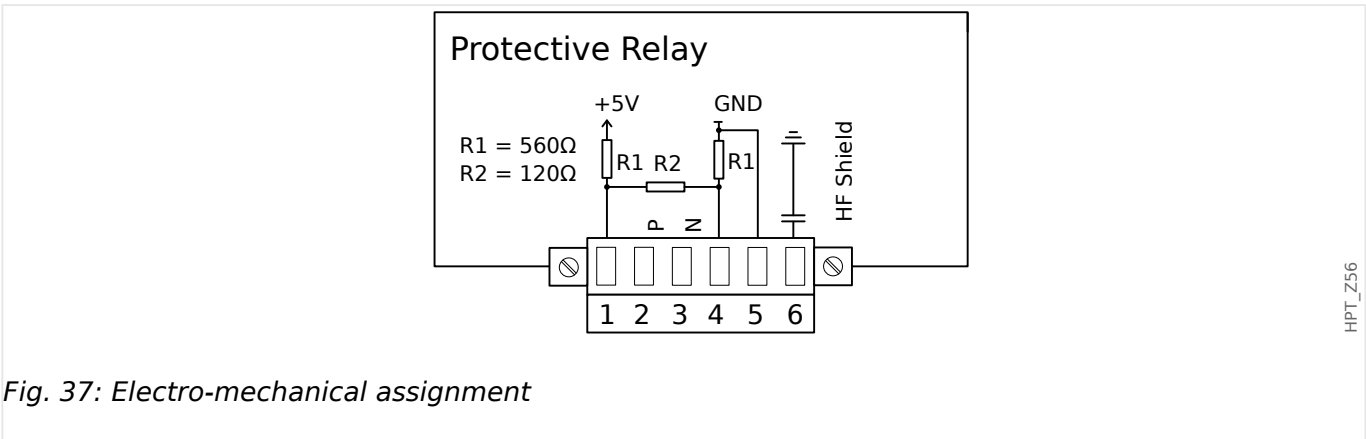 Protective Relay
+5V
GND
R1 = 560Ω
R2 = 120Ω
R1
R2
R1
HF Shield
P
N
1 2 3 4 5 6
HPT_Z56
Fig. 37: Electro-mechanical assignment